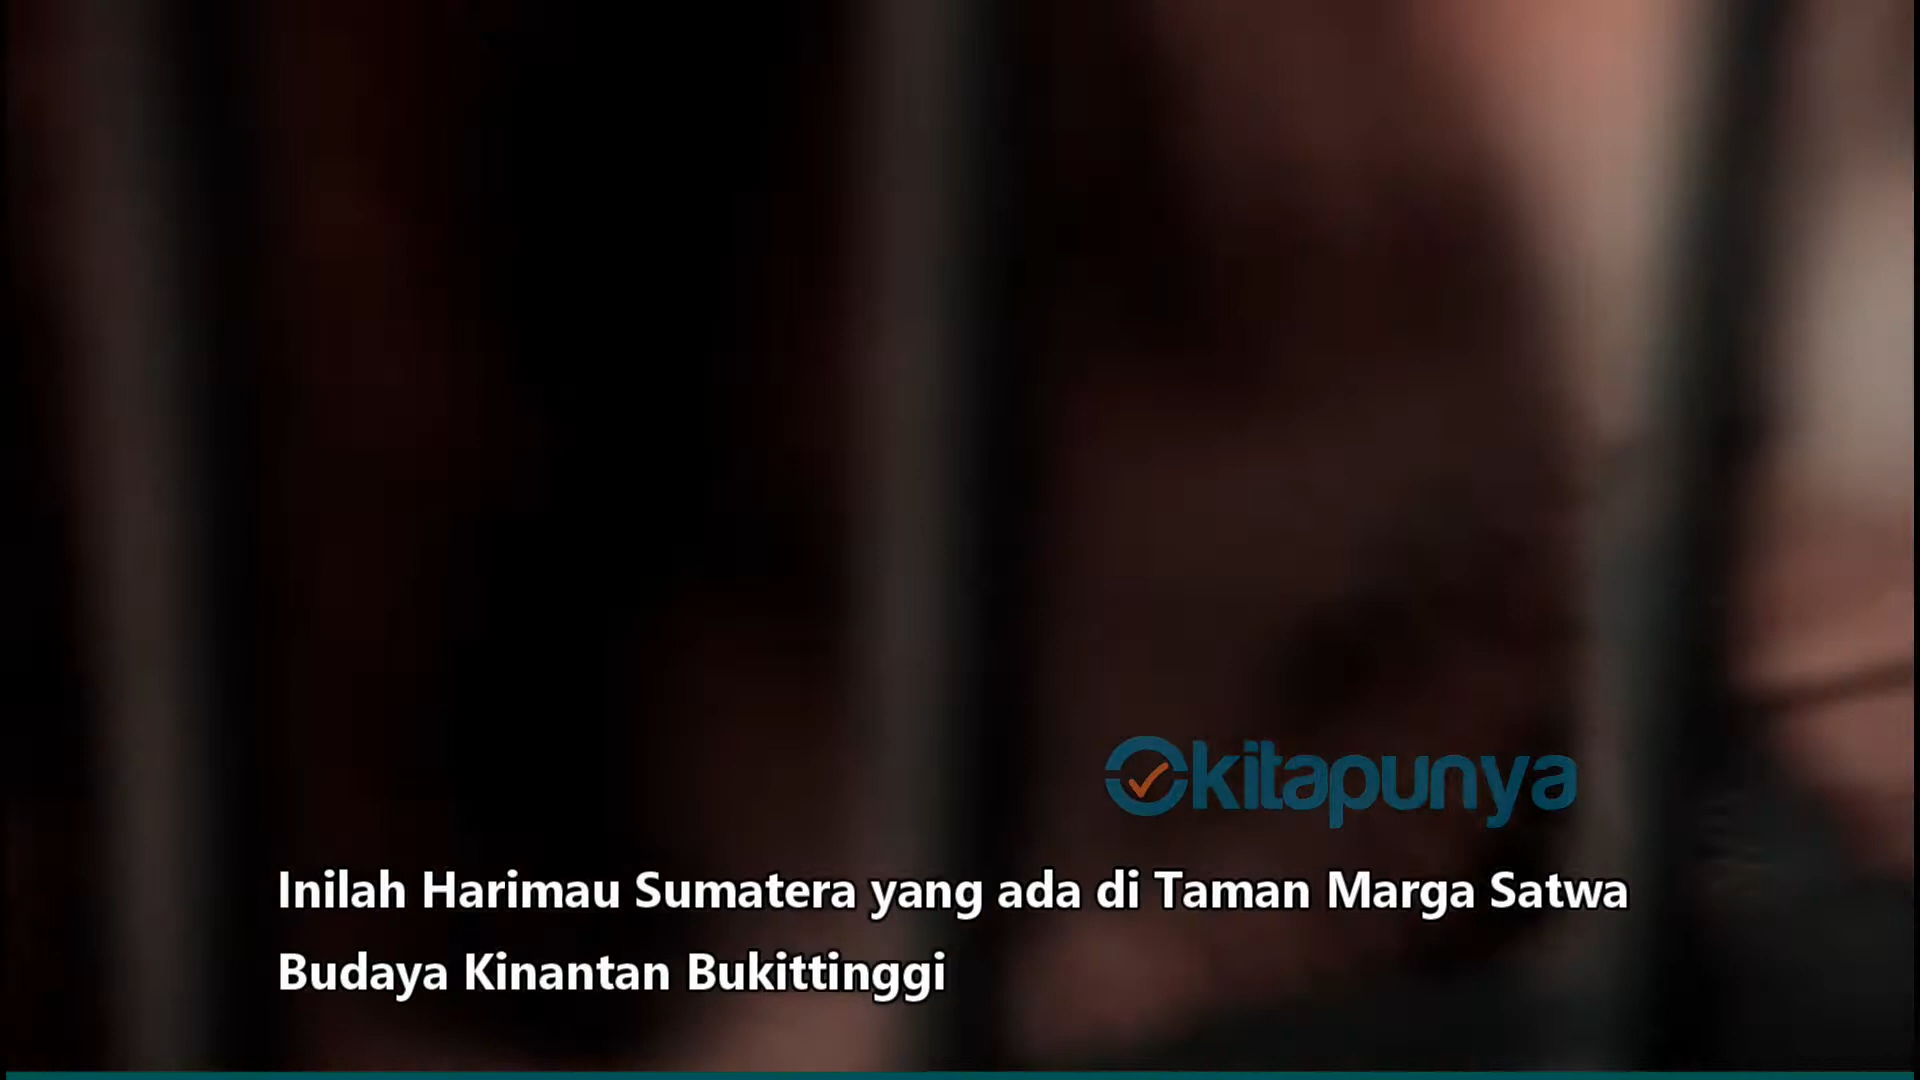 kitapunya
Inilah Harimau Sumatera yang ada di Taman Marga Satwa
Budaya Kinantan Bukittinggi